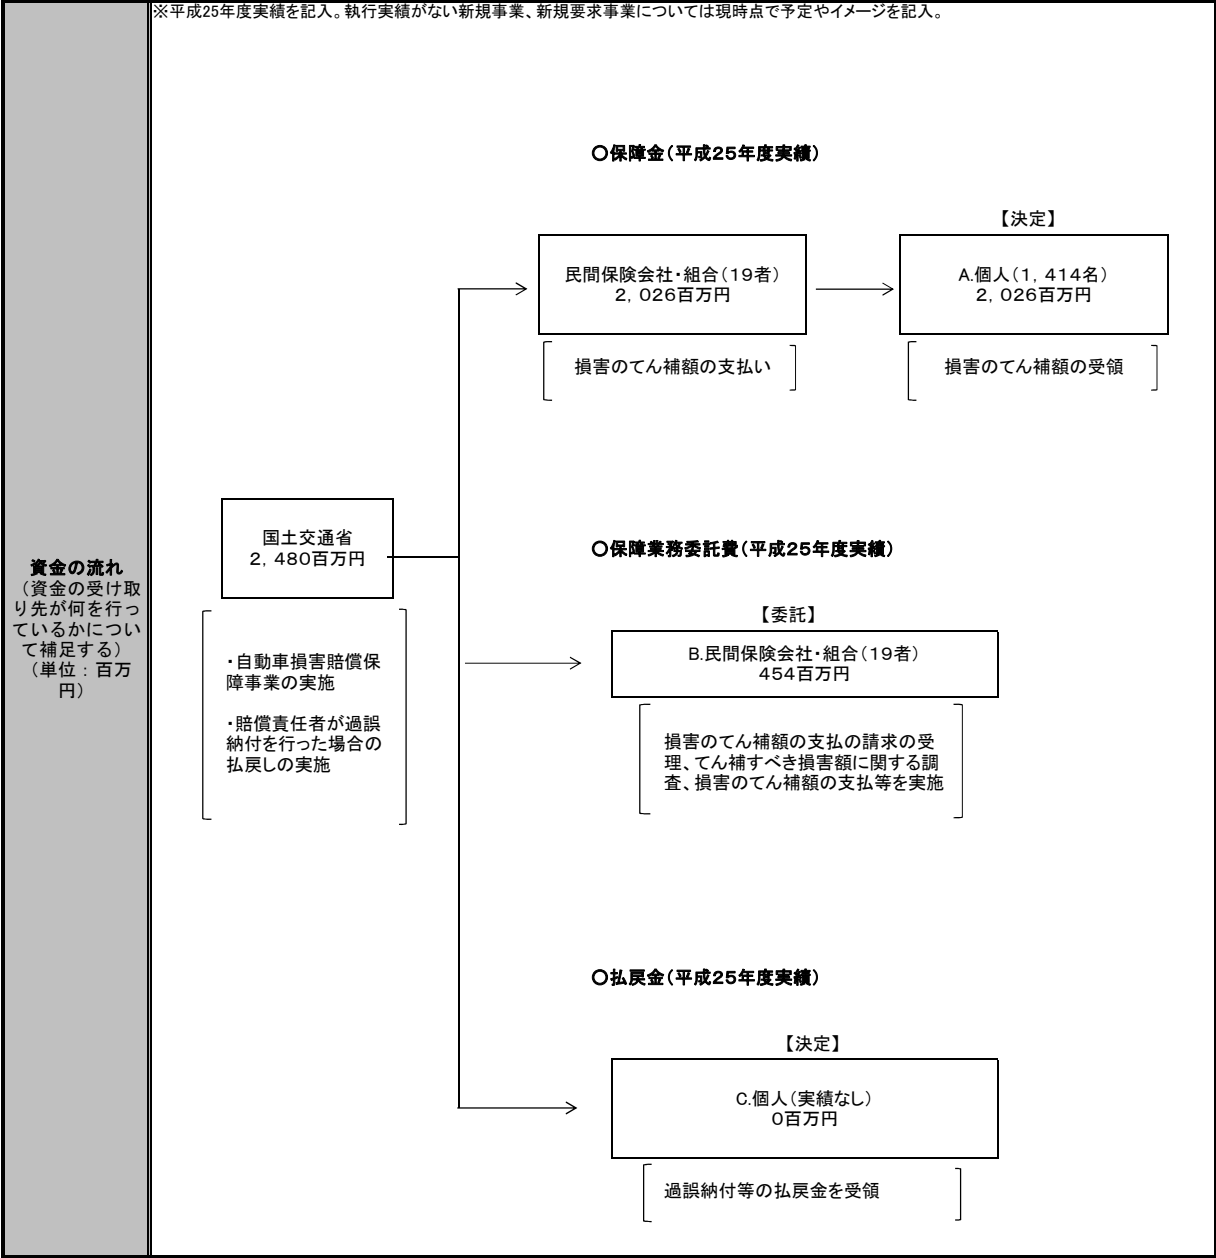 ※平成25年度実績を記入。執行実績がない新規事業、新規要求事業については現時点で予定やイメージを記入。
資金の流れ
（資金の受け取
り先が何を行っ
ているかについ
て補足する）
（単位：百万
円）
○保障金（平成２５年度実績）
【決定】
民間保険会社・組合（１９者）
２，０２６百万円
A.個人（１，４１４名）
２，０２６百万円
損害のてん補額の支払い
損害のてん補額の受領
国土交通省
２，４８０百万円
・自動車損害賠償保
障事業の実施
・賠償責任者が過誤
納付を行った場合の
払戻しの実施
○保障業務委託費（平成２５年度実績）
【委託】
B.民間保険会社・組合（１９者）
４５４百万円
損害のてん補額の支払の請求の受
理、てん補すべき損害額に関する調
査、損害のてん補額の支払等を実施
○払戻金（平成２５年度実績）
【決定】
C.個人（実績なし）
０百万円
過誤納付等の払戻金を受領